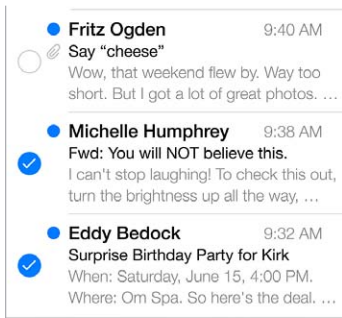 Fritz Ogden 9:40 AM
Say “cheese”
Wow, that weekend flew by. Way too
short. But I got a lot of great photos. …
Michelle Humphrey 9:38 AM
Fwd: You will NOT believe this.
I can't stop laughing! To check this out,
turn the brightness up all the way, …
Eddy Bedock 9:32 AM
Surprise Birthday Party for Kirk
When: Saturday, June 15, 4:00 PM.
Where: Om Spa. So here's the deal. …